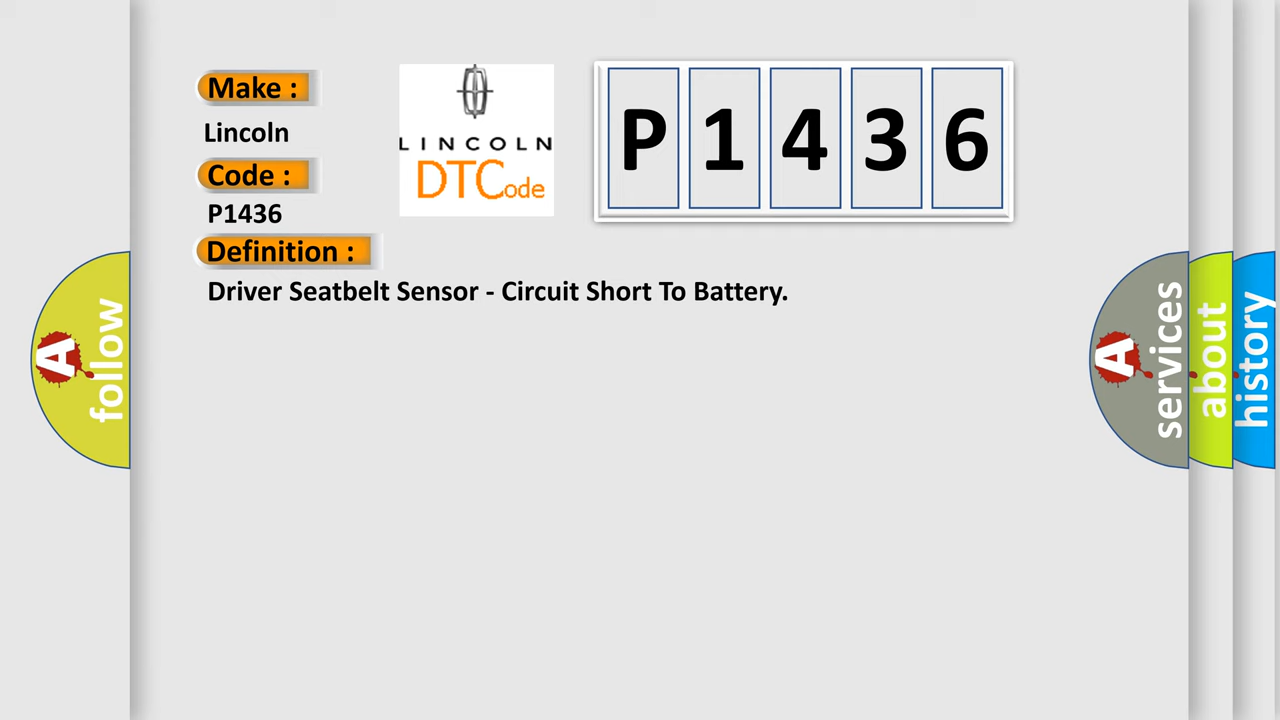 Make :
Lincoln
Code :
P1436
Definition :
Driver Seatbelt Sensor - Circuit Short To Battery.
LINCOLN
DTCode
P 1 4 3 6
A follow
A services
about
history